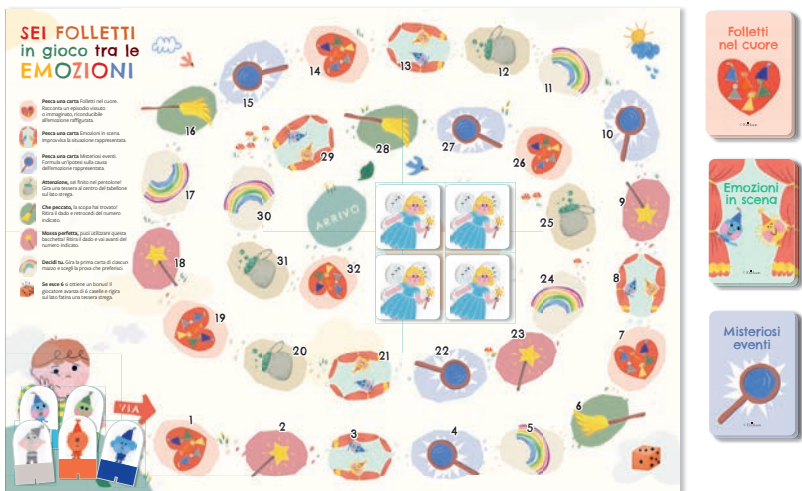 SEI FOLLETTI
in gioco tra le
EMOZIONI
Pesca una carta Folletti nel cuore.
Racconta un episodio vissuto
o immaginato, riconducibile
all'emozione raffigurata.
Pesca una carta Emozioni in scena.
Improvvisa la situazione rappresentata.
Pesca una carta Misteriosi eventi.
Formula un'ipotesi sulla causa
dell'emozione rappresentata.
Attenzione, sei finito nel pentolone!
Gira una tessera al centro del tabellone
sul lato strega.
Che peccato, la scopa hai trovato!
Ritira il dado e retrocedi del numero
indicato.
Mossa perfetta, puoi utilizzare questa
bacchetta! Ritira il dado e vai avanti del
numero indicato.
Decidi tu. Gira la prima carta di ciascun
mazzo e scegli la prova che preferisci.
Se esce 6 si ottiene un bonus! Il
giocatore avanza di 6 caselle e rigira
sul lato fatina una tessera strega.
VIA
1
2
3
4
5
6
7
8
9
10
11
12
13
14
15
16
17
18
19
20
21
22
23
24
25
26
27
28
29
30
31
32
ARRIVO
Folletti
nel cuore
Emozioni
in scena
Misteriosi
eventi